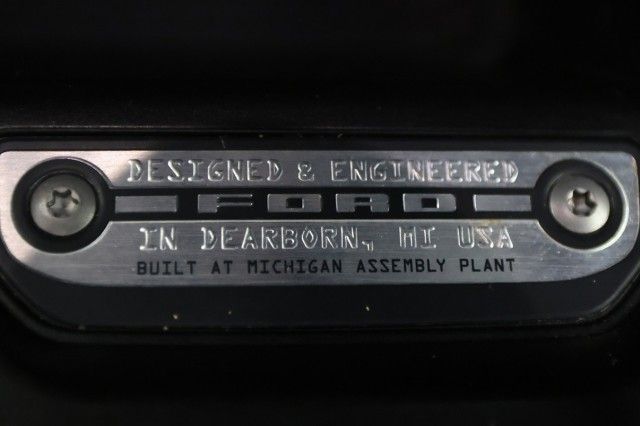 DESIGNED & ENGINEERED
FORD
IN DEARBORN, MI USA
BUILT AT MICHIGAN ASSEMBLY PLANT